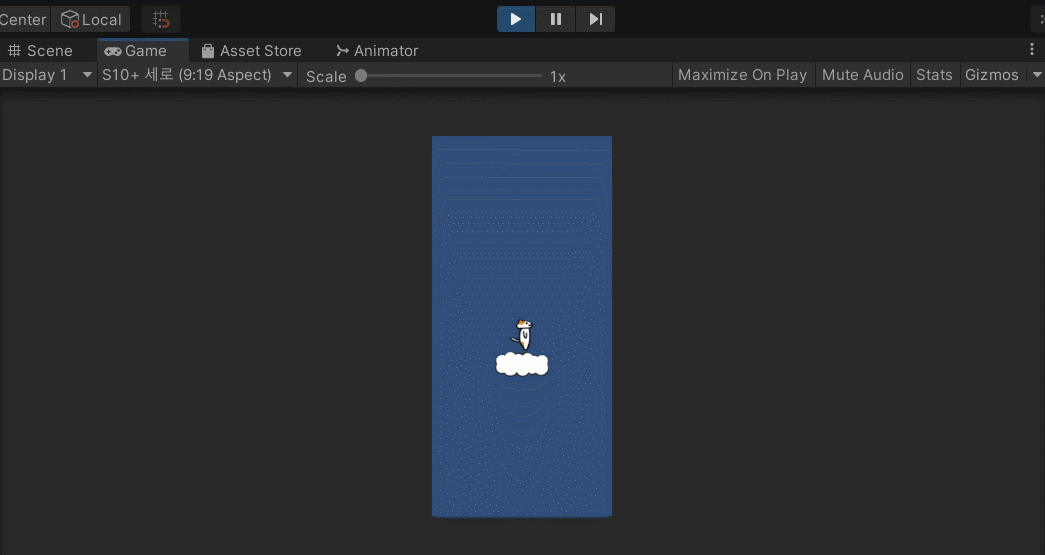 Center Local
Scene Game Asset Store Animator
Display 1 S10+ 세로 (9:19 Aspect) Scale 1x Maximize On Play Mute Audio Stats Gizmos